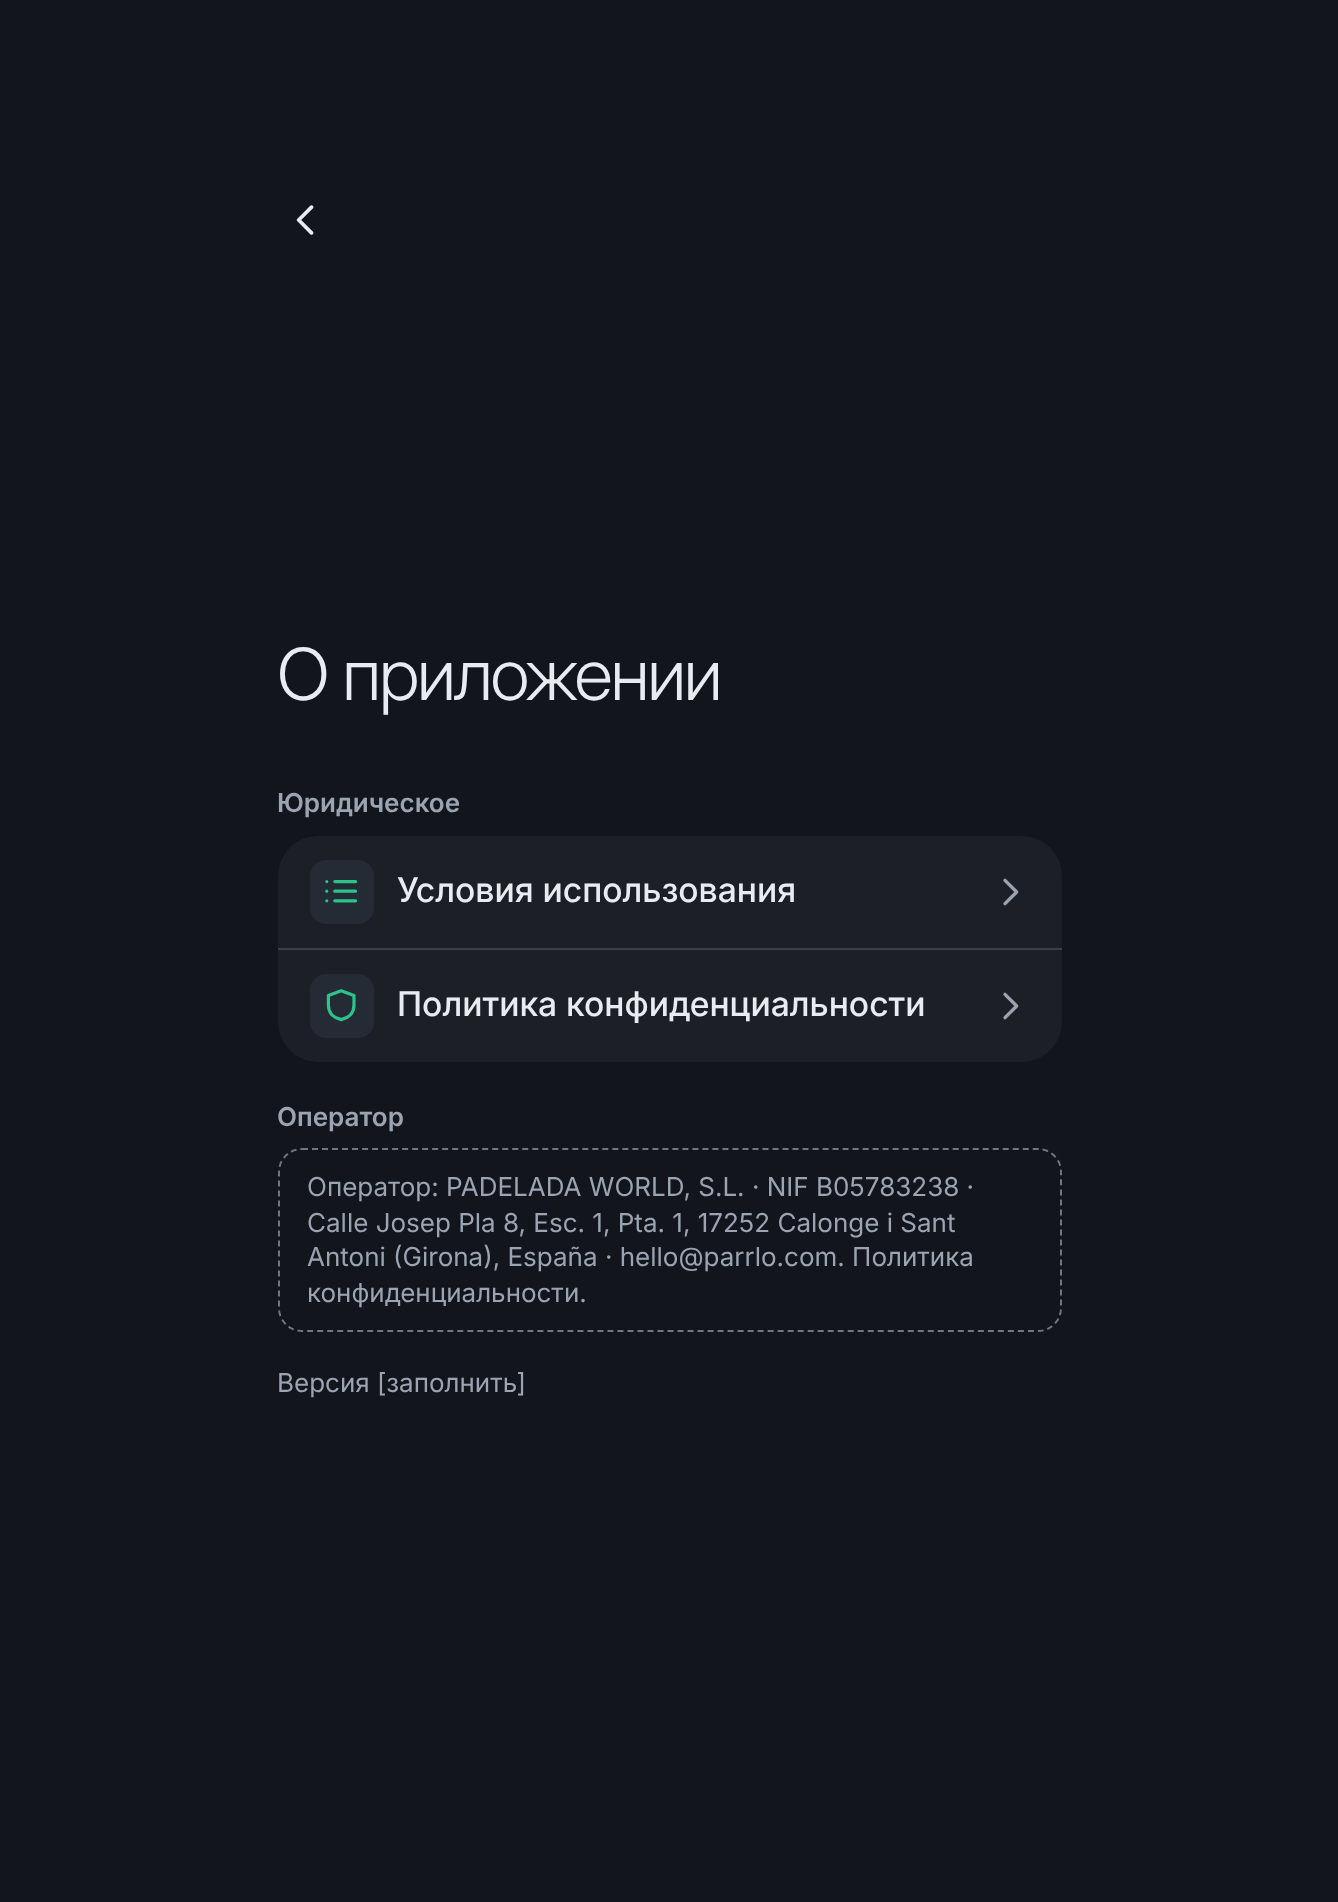 О приложении
Юридическое
Условия использования
Политика конфиденциальности
Оператор
Оператор: PADELADA WORLD, S.L. · NIF B05783238 ·
Calle Josep Pla 8, Esc. 1, Pta. 1, 17252 Calonge i Sant
Antoni (Girona), España · hello@parrlo.com. Политика
конфиденциальности.
Версия [заполнить]